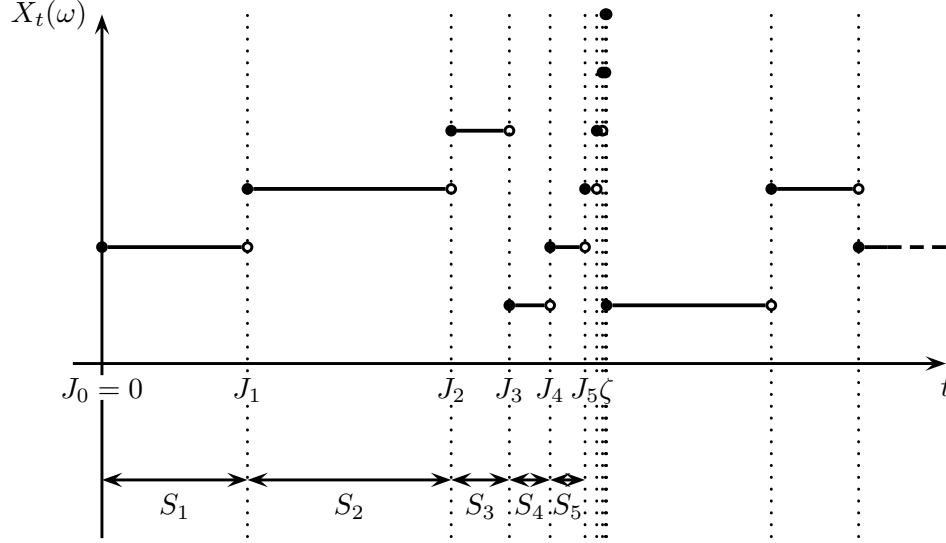 X_t(ω)
J_0 = 0 J_1 J_2 J_3 J_4 J_5 ζ t
S_1 S_2 S_3 S_4 S_5